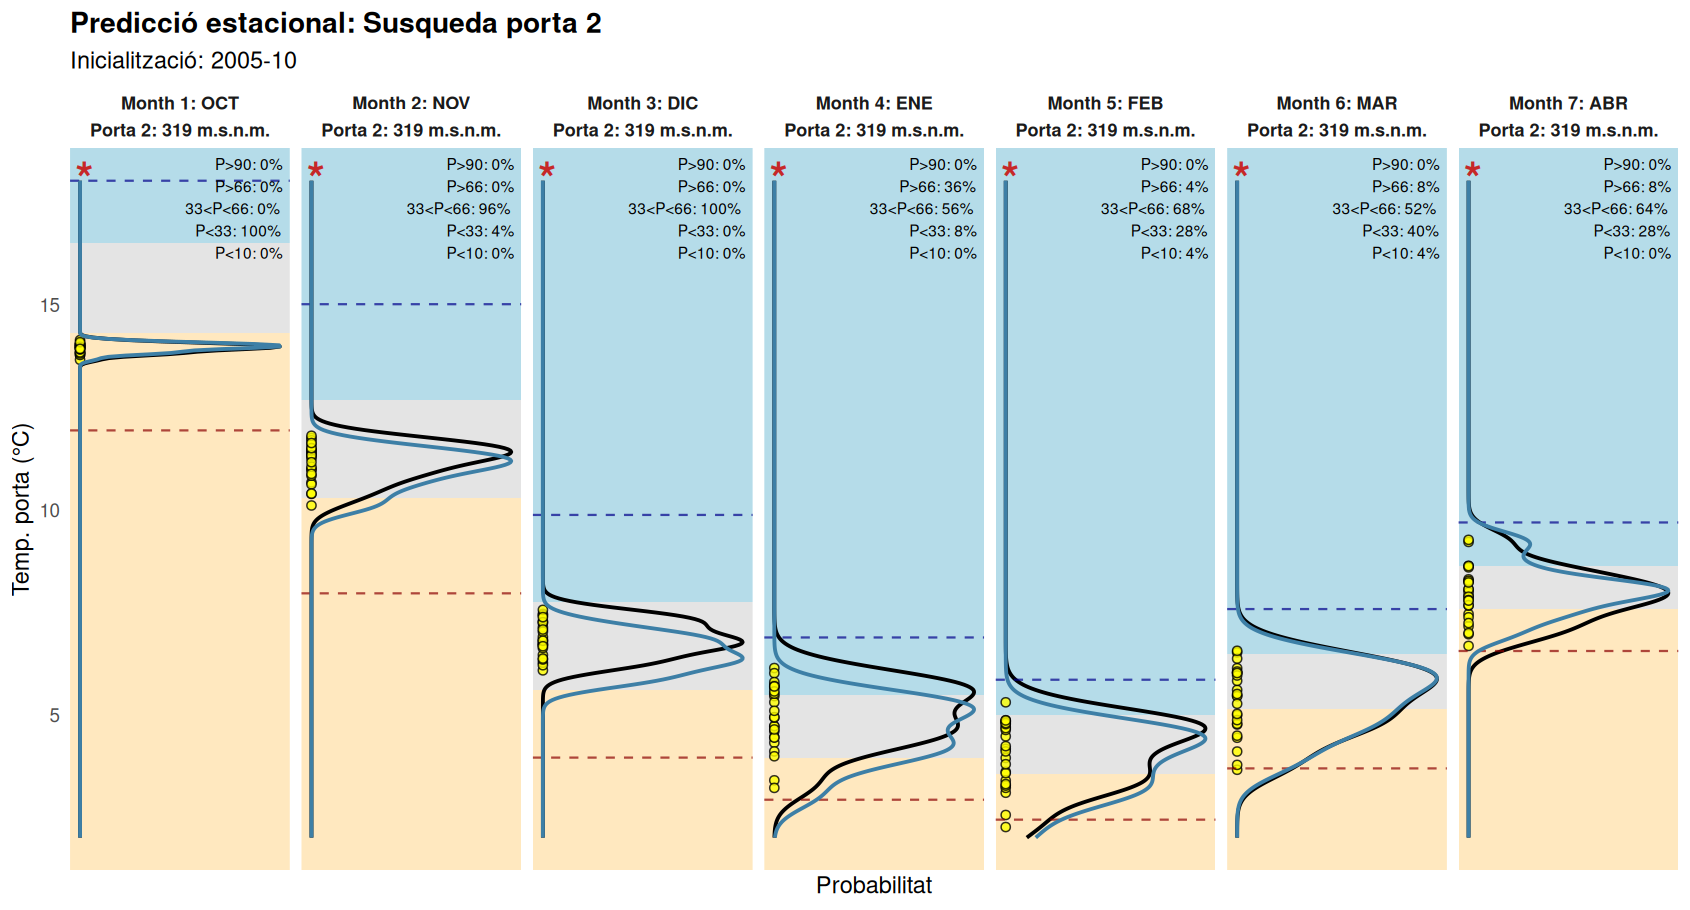 Predicció estacional: Susqueda porta 2
Inicialització: 2005-10
Month 1: OCT
Porta 2: 319 m.s.n.m.
Month 2: NOV
Porta 2: 319 m.s.n.m.
Month 3: DIC
Porta 2: 319 m.s.n.m.
Month 4: ENE
Porta 2: 319 m.s.n.m.
Month 5: FEB
Porta 2: 319 m.s.n.m.
Month 6: MAR
Porta 2: 319 m.s.n.m.
Month 7: ABR
Porta 2: 319 m.s.n.m.
*
P>90: 0%
P>66: 0%
33<P<66: 0%
P<33: 100%
P<10: 0%
*
P>90: 0%
P>66: 0%
33<P<66: 96%
P<33: 4%
P<10: 0%
*
P>90: 0%
P>66: 0%
33<P<66: 100%
P<33: 0%
P<10: 0%
*
P>90: 0%
P>66: 36%
33<P<66: 56%
P<33: 8%
P<10: 0%
*
P>90: 0%
P>66: 4%
33<P<66: 68%
P<33: 28%
P<10: 4%
*
P>90: 0%
P>66: 8%
33<P<66: 52%
P<33: 40%
P<10: 4%
*
P>90: 0%
P>66: 8%
33<P<66: 64%
P<33: 28%
P<10: 0%
15
10
5
Temp. porta (°C)
Probabilitat